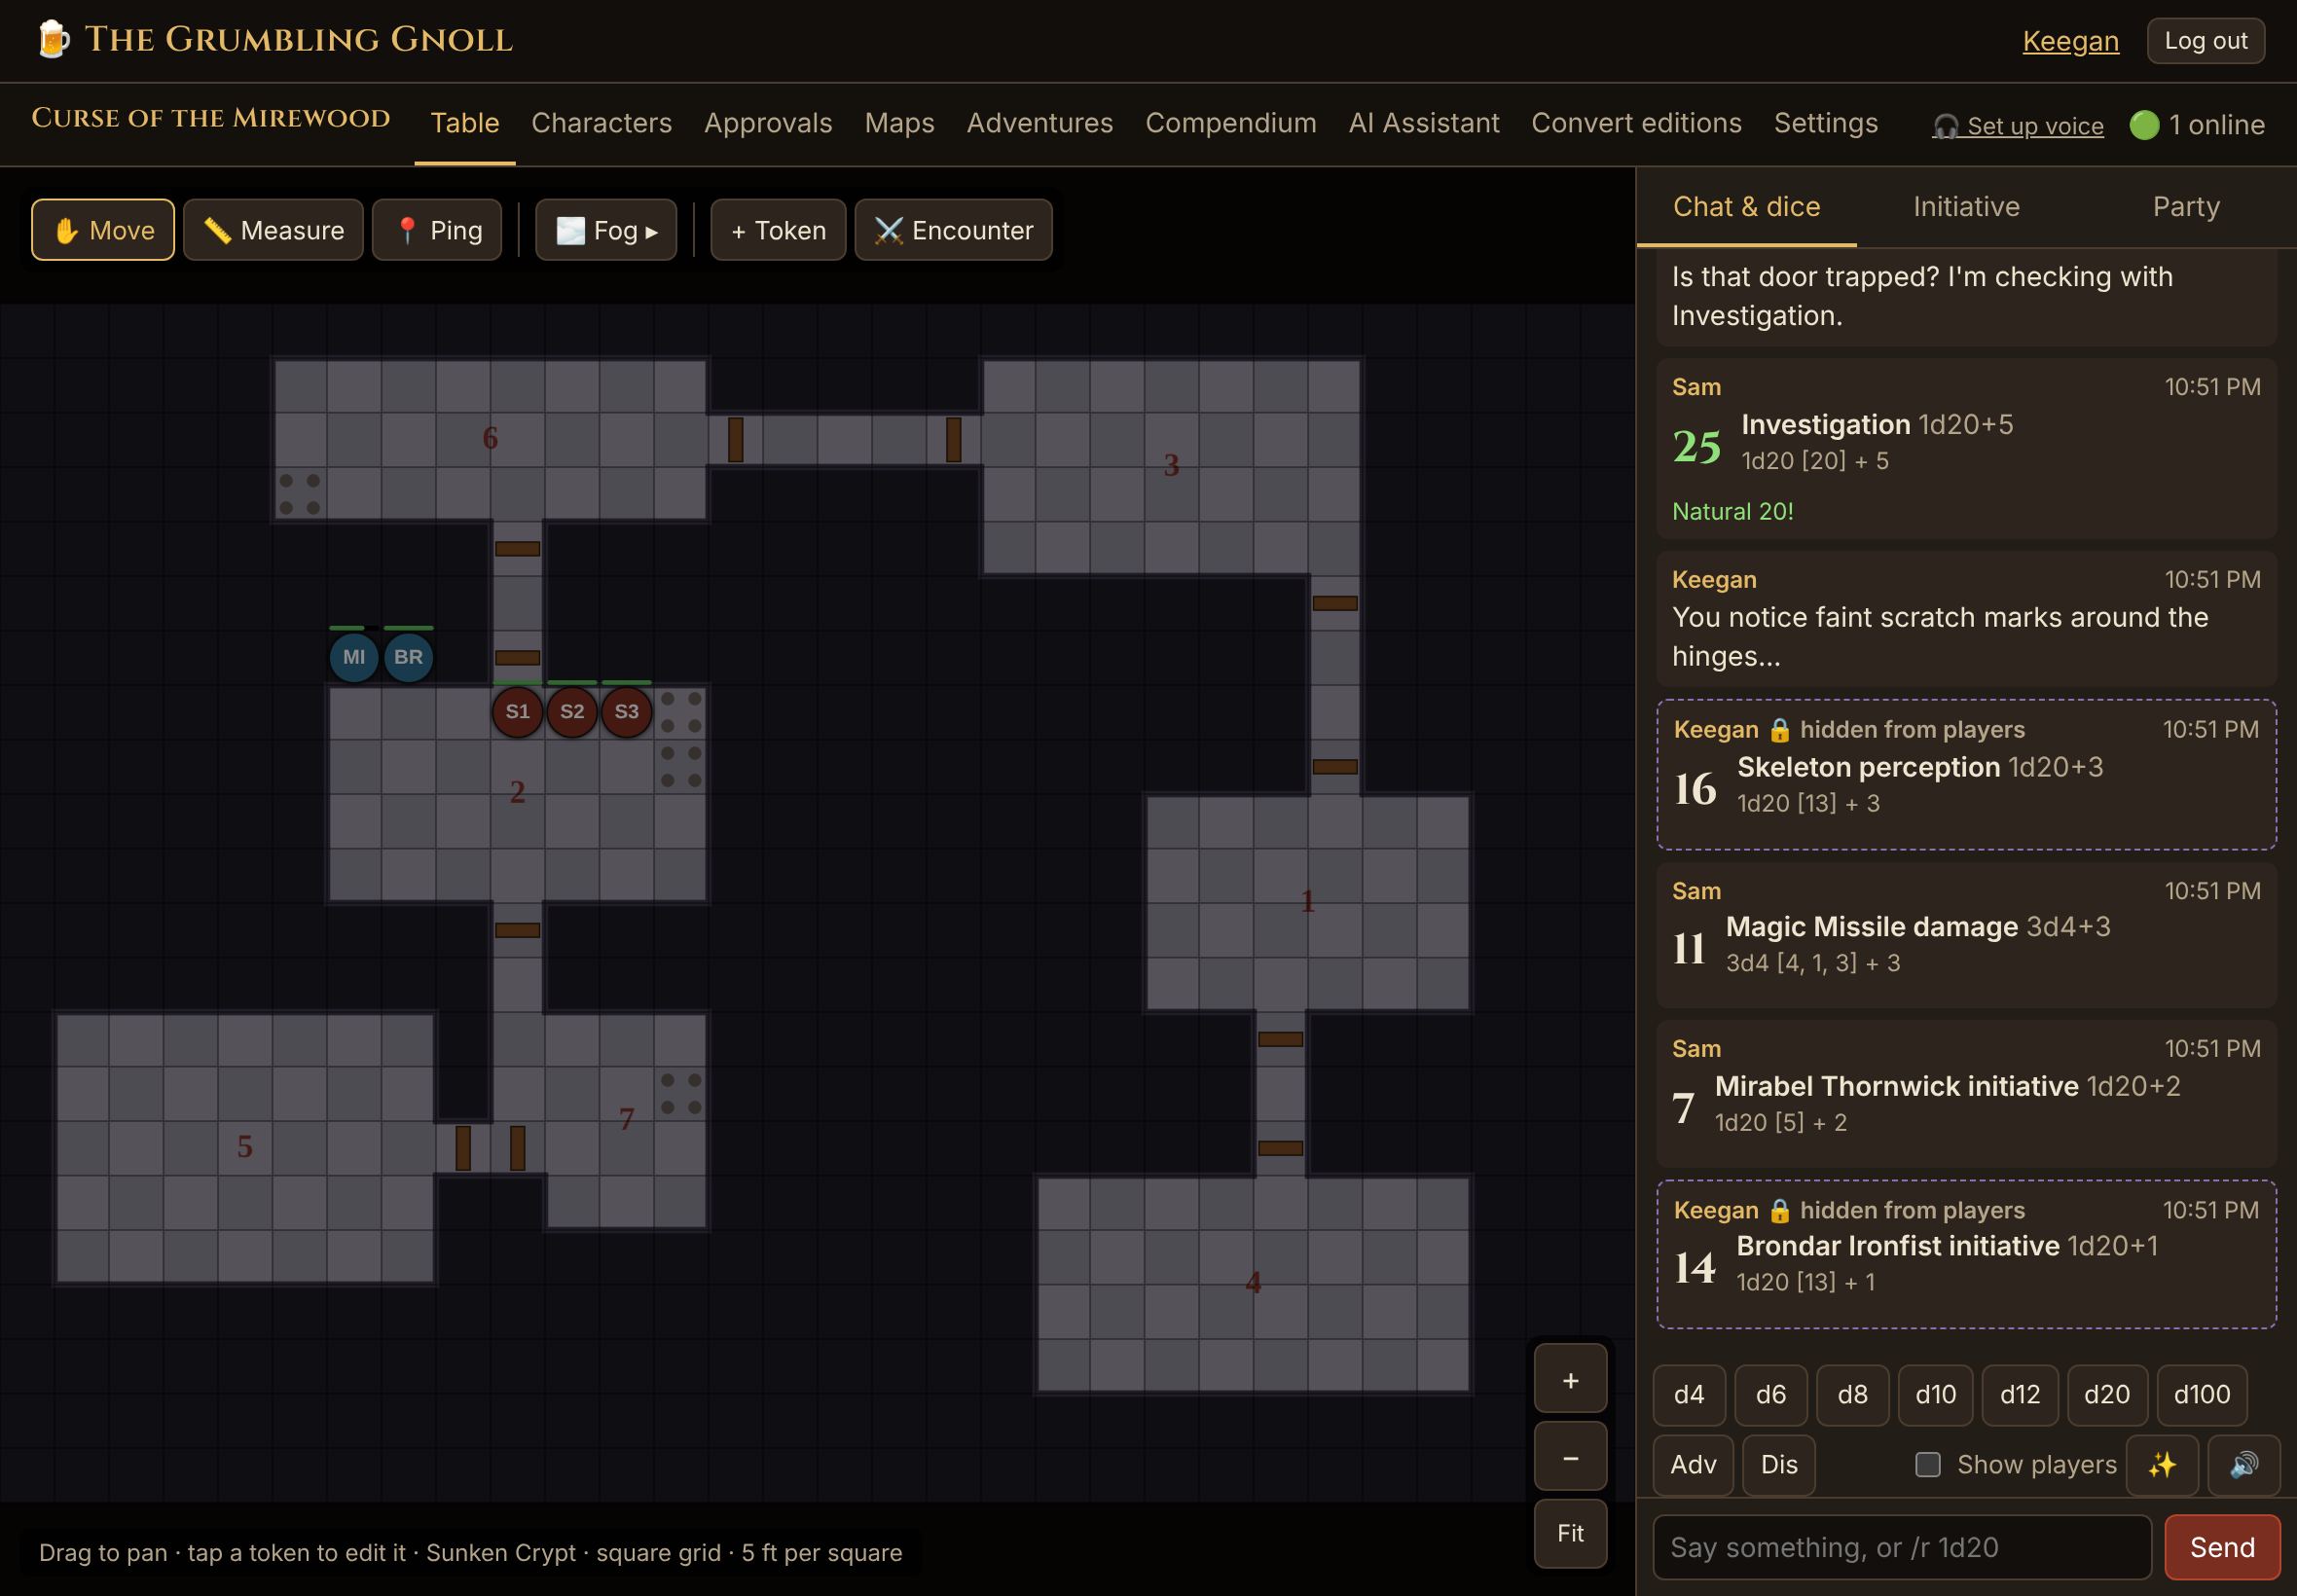 THE GRUMBLING GNOLL
Keegan
Log out
CURSE OF THE MIREWOOD
Table
Characters
Approvals
Maps
Adventures
Compendium
AI Assistant
Convert editions
Settings
Set up voice
1 online
Move
Measure
Ping
Fog ▸
+ Token
Encounter
6
3
MI
BR
S1
S2
S3
2
1
5
7
4
+
−
Fit
Drag to pan · tap a token to edit it · Sunken Crypt · square grid · 5 ft per square
Chat & dice
Initiative
Party
Is that door trapped? I'm checking with
Investigation.
Sam 10:51 PM
25 Investigation 1d20+5
1d20 [20] + 5
Natural 20!
Keegan 10:51 PM
You notice faint scratch marks around the
hinges...
Keegan hidden from players 10:51 PM
16 Skeleton perception 1d20+3
1d20 [13] + 3
Sam 10:51 PM
11 Magic Missile damage 3d4+3
3d4 [4, 1, 3] + 3
Sam 10:51 PM
7 Mirabel Thornwick initiative 1d20+2
1d20 [5] + 2
Keegan hidden from players 10:51 PM
14 Brondar Ironfist initiative 1d20+1
1d20 [13] + 1
d4
d6
d8
d10
d12
d20
d100
Adv
Dis
Show players
Say something, or /r 1d20
Send